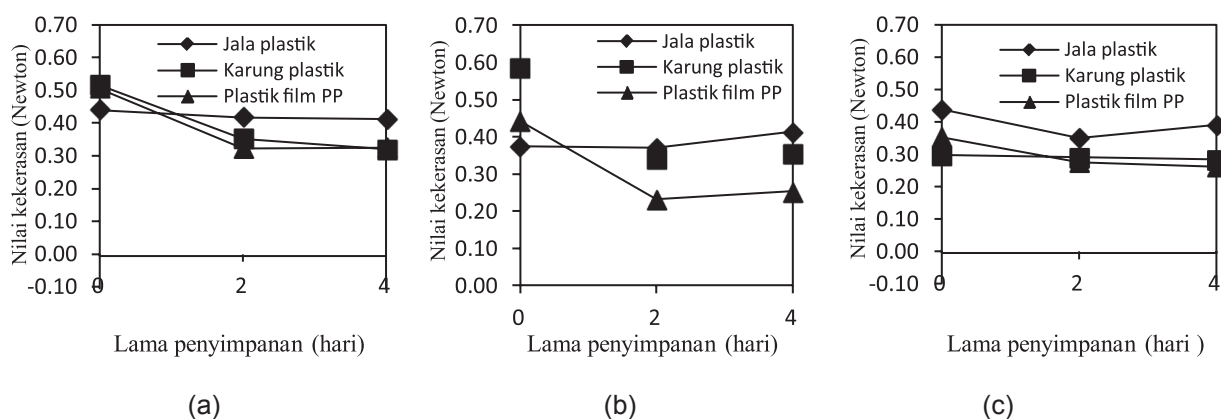 Nilai kekerasan (Newton)
0.70
0.60
0.50
0.40
0.30
0.20
0.10
0.00
-0.10
Jala plastik
Karung plastik
Plastik film PP
0 2 4
Lama penyimpanan (hari)
(a)
Nilai kekerasan (Newton)
0.70
0.60
0.50
0.40
0.30
0.20
0.10
0.00
Jala plastik
Karung plastik
Plastik film PP
0 2 4
Lama penyimpanan (hari)
(b)
Nilai kekerasan (Newton)
0.70
0.60
0.50
0.40
0.30
0.20
0.10
0.00
-0.10
Jala plastik
Karung plastik
Plastik film PP
0 2 4
Lama penyimpanan (hari )
(c)